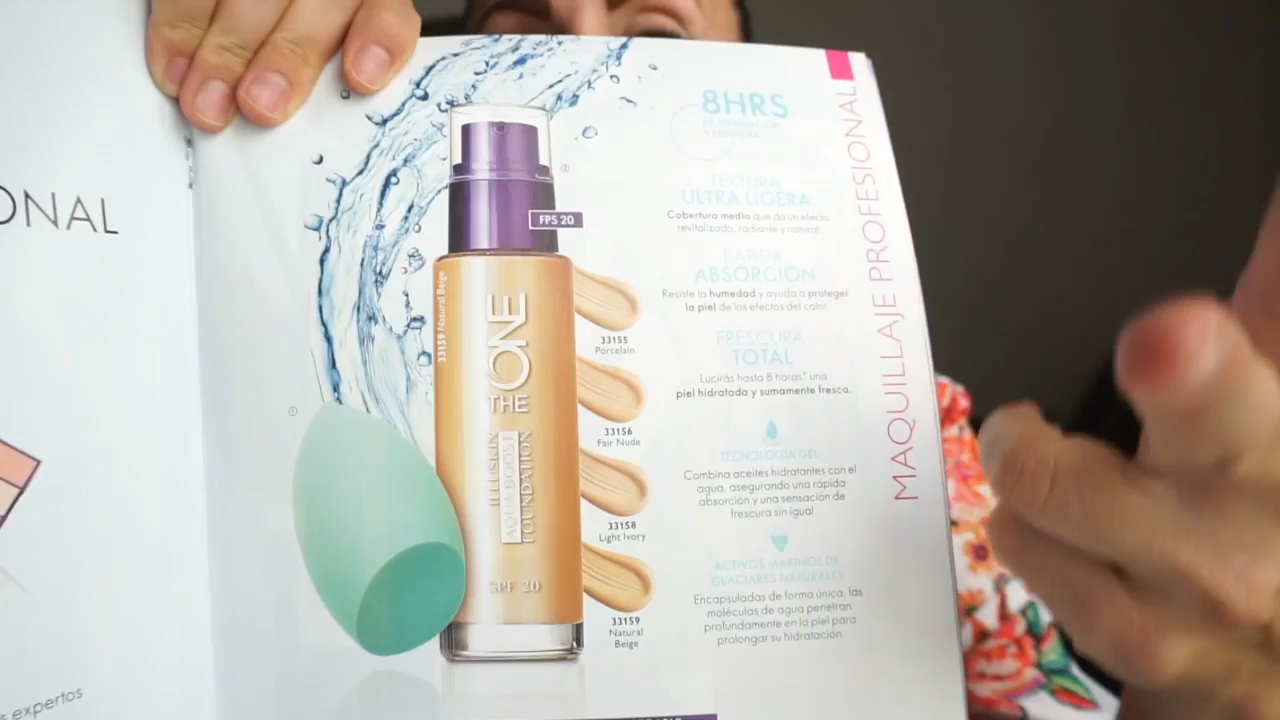 ONAL
expertos
FPS 20
33159 Natural Beige
THE ONE
ILLUSKIN
AQUA BOOST
FOUNDATION
SPF 20
33155
Porcelain
33156
Fair Nude
33158
Light Ivory
33159
Natural
Beige
8HRS
TEXTURA
ULTRA LIGERA
Cobertura media que da un efecto
revitalizado, radiante y natural.
RÁPIDA
ABSORCIÓN
Resiste la humedad y ayuda a proteger
la piel de los efectos del calor.
FRESCURA
TOTAL
Lucirás hasta 8 horas* una
piel hidratada y sumamente fresca.
TECNOLOGÍA GEL
Combina aceites hidratantes con el
agua, asegurando una rápida
absorción y una sensación de
frescura sin igual.
ACTIVOS MARINOS DE
GLACIARES NATURALES
Encapsuladas de forma única, las
moléculas de agua penetran
profundamente en la piel para
prolongar su hidratación.
MAQUILLAJE PROFESIONAL